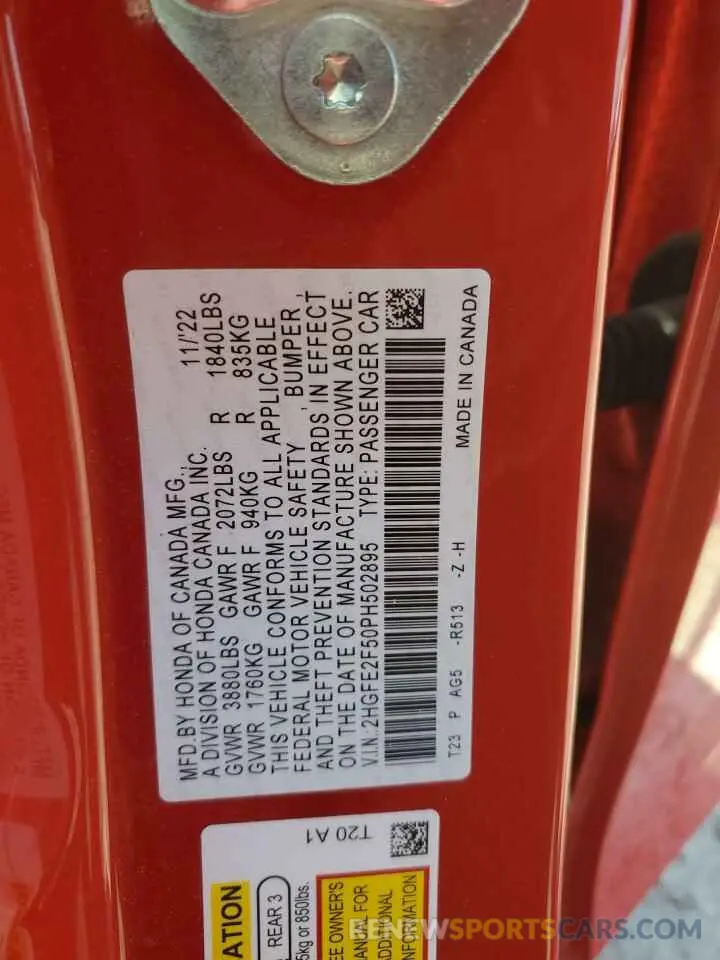 MFD.BY HONDA OF CANADA MFG., 11/'22
A DIVISION OF HONDA CANADA INC.
GVWR 3880LBS GAWR F 2072LBS R 1840LBS
GVWR 1760KG GAWR F 940KG R 835KG
THIS VEHICLE CONFORMS TO ALL APPLICABLE
FEDERAL MOTOR VEHICLE SAFETY, BUMPER,
AND THEFT PREVENTION STANDARDS IN EFFECT
ON THE DATE OF MANUFACTURE SHOWN ABOVE.
V.I.N: 2HGFE2F50PH502895 TYPE: PASSENGER CAR
T23 P AG5 -R513 -Z -H MADE IN CANADA
T20 A1
ATION
REAR 3
5kg or 850lbs.
EE OWNER'S
MANUAL FOR
ADDITIONAL
INFORMATION
RENEWSPORTSCARS.COM